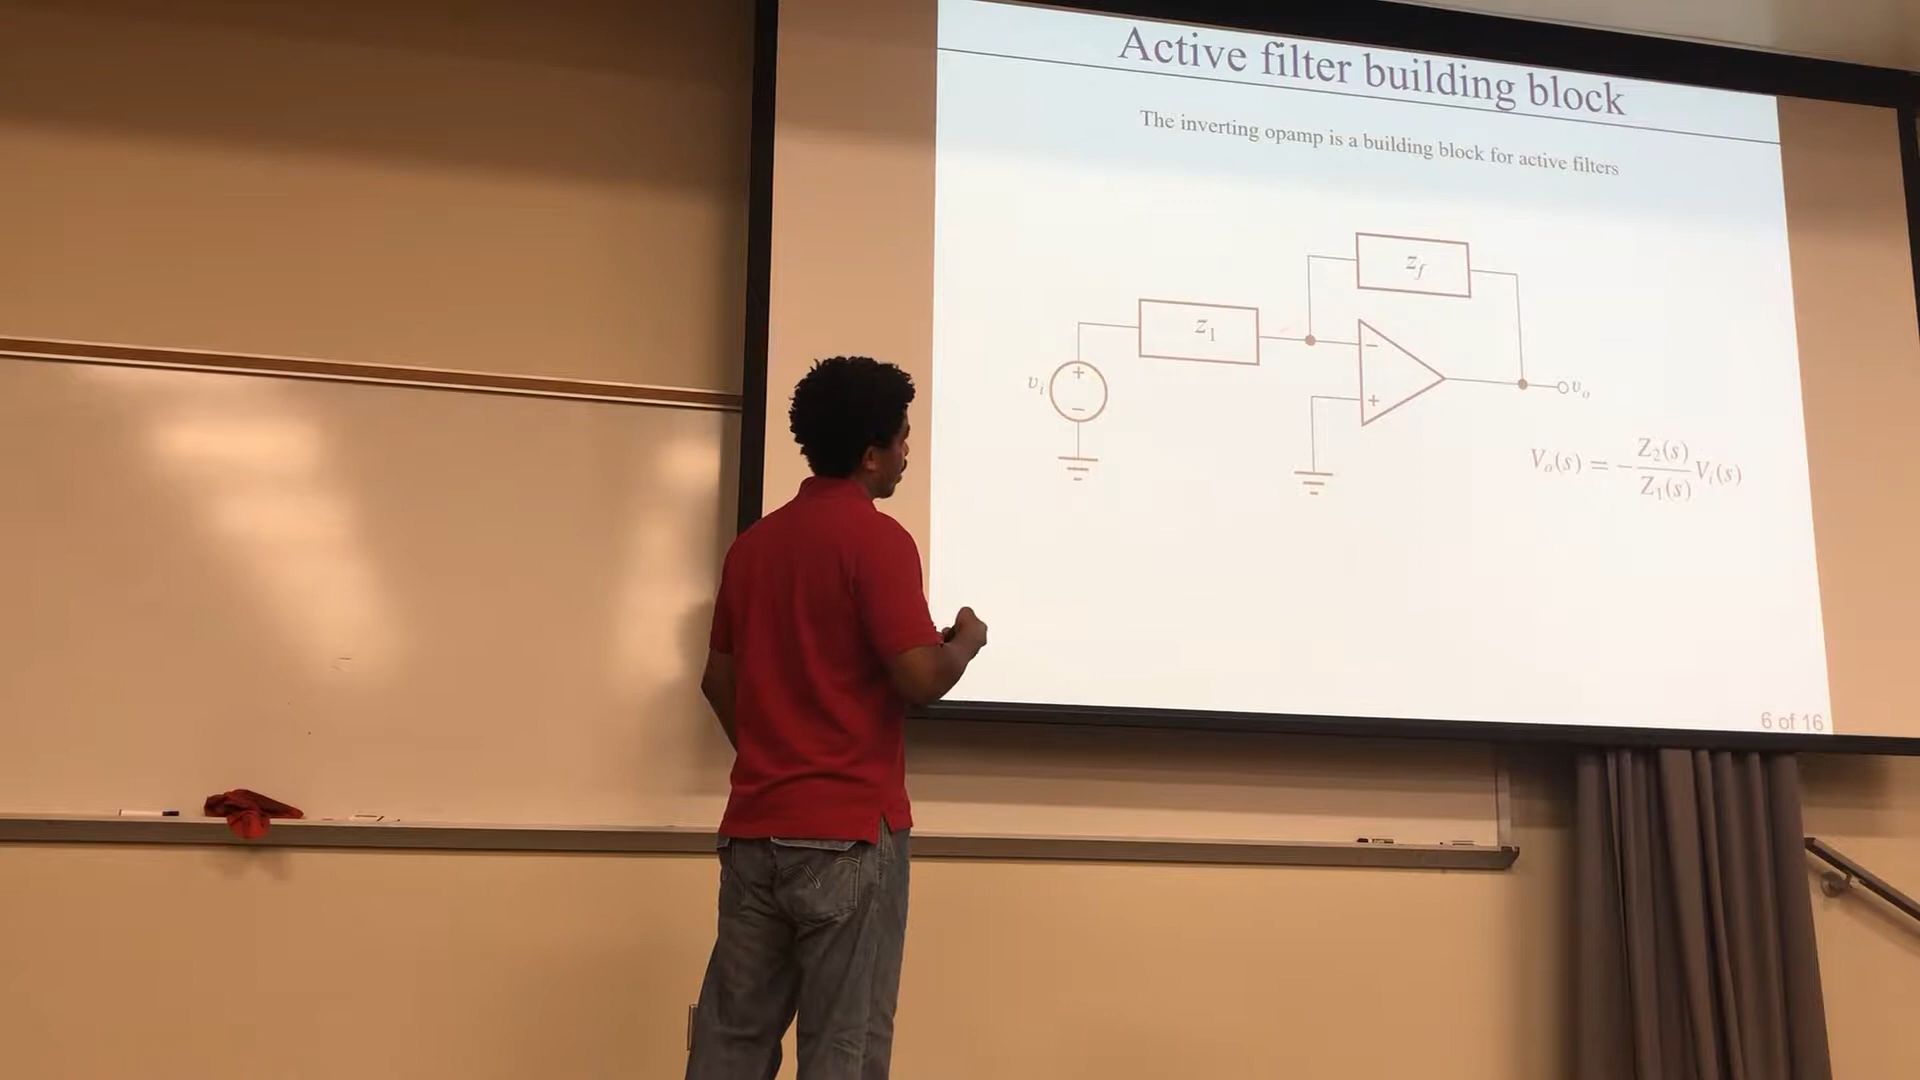 Active filter building block
The inverting opamp is a building block for active filters
z_f
z_1
v_i
+
−
−
+
v_o
V_o(s) = −Z_2(s)/Z_1(s) V_i(s)
6 of 16